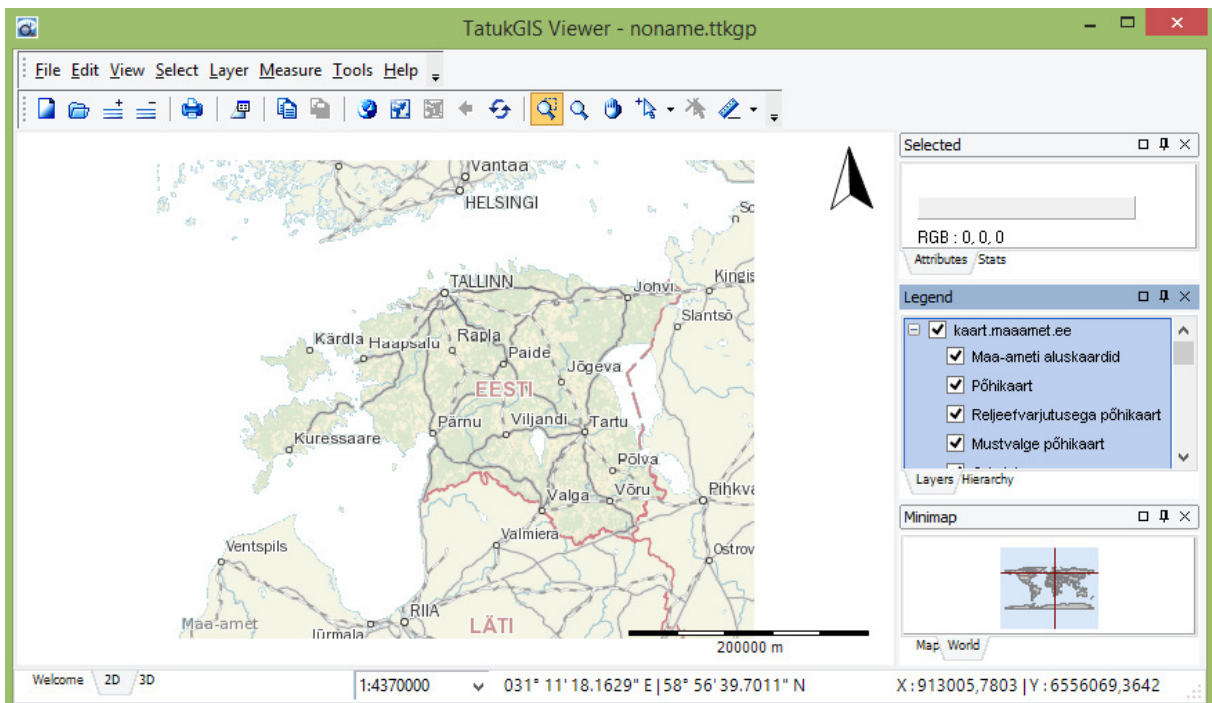 TatukGIS Viewer - noname.ttkgp
File Edit View Select Layer Measure Tools Help
Selected
RGB : 0, 0, 0
Attributes Stats
Legend
kaart.maaamet.ee
Maa-ameti aluskaardid
Põhikaart
Reljeefvarjutusega põhikaart
Mustvalge põhikaart
Layers Hierarchy
Minimap
Map World
Vantaa
HELSINGI
TALLINN
Johvi
Kingis
Slantsõ
Kärdla
Haapsalu
Rapla
Paide
Jõgeva
EESTI
Pärnu
Viljandi
Tartu
Kuressaare
Põlva
Valga
Võru
Pihkva
Valmiera
Ventspils
Ostrov
RIIA
Maa-amet
Jūrmala
LÄTI
200000 m
Welcome 2D 3D
1:4370000
031° 11' 18.1629" E | 58° 56' 39.7011" N
X : 913005,7803 | Y : 6556069,3642